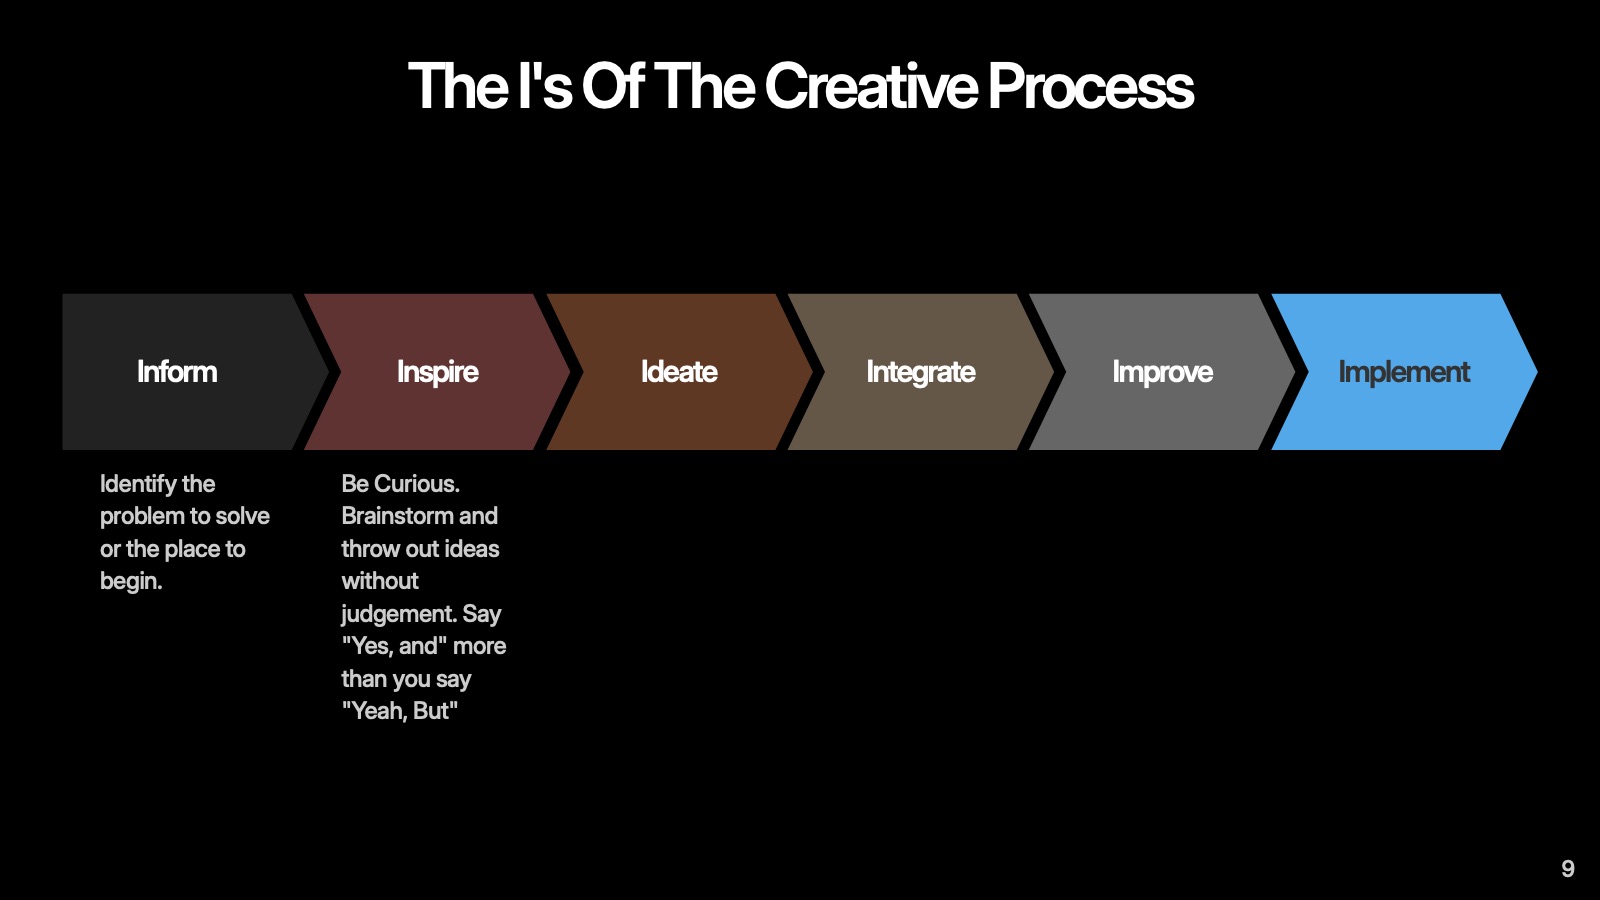 The I's Of The Creative Process
Inform
Inspire
Ideate
Integrate
Improve
Implement
Identify the
problem to solve
or the place to
begin.
Be Curious.
Brainstorm and
throw out ideas
without
judgement. Say
"Yes, and" more
than you say
"Yeah, But"
9